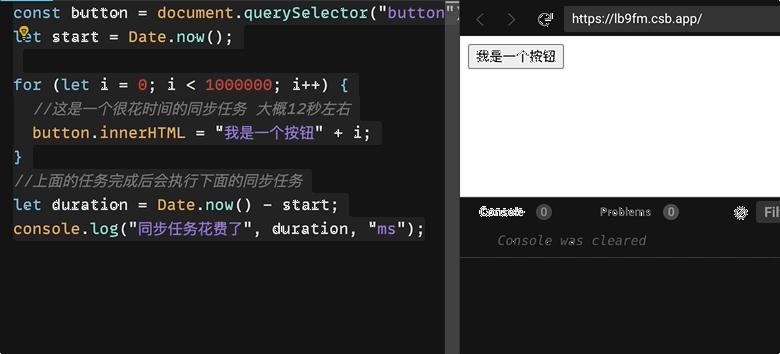 const button = document.querySelector("button")
let start = Date.now();
for (let i = 0; i < 1000000; i++) {
//这是一个很花时间的同步任务 大概12秒左右
button.innerHTML = "我是一个按钮" + i;
}
//上面的任务完成后会执行下面的同步任务
let duration = Date.now() - start;
console.log("同步任务花费了", duration, "ms");
https://lb9fm.csb.app/
我是一个按钮
Console 0 Problems 0 Fil
Console was cleared